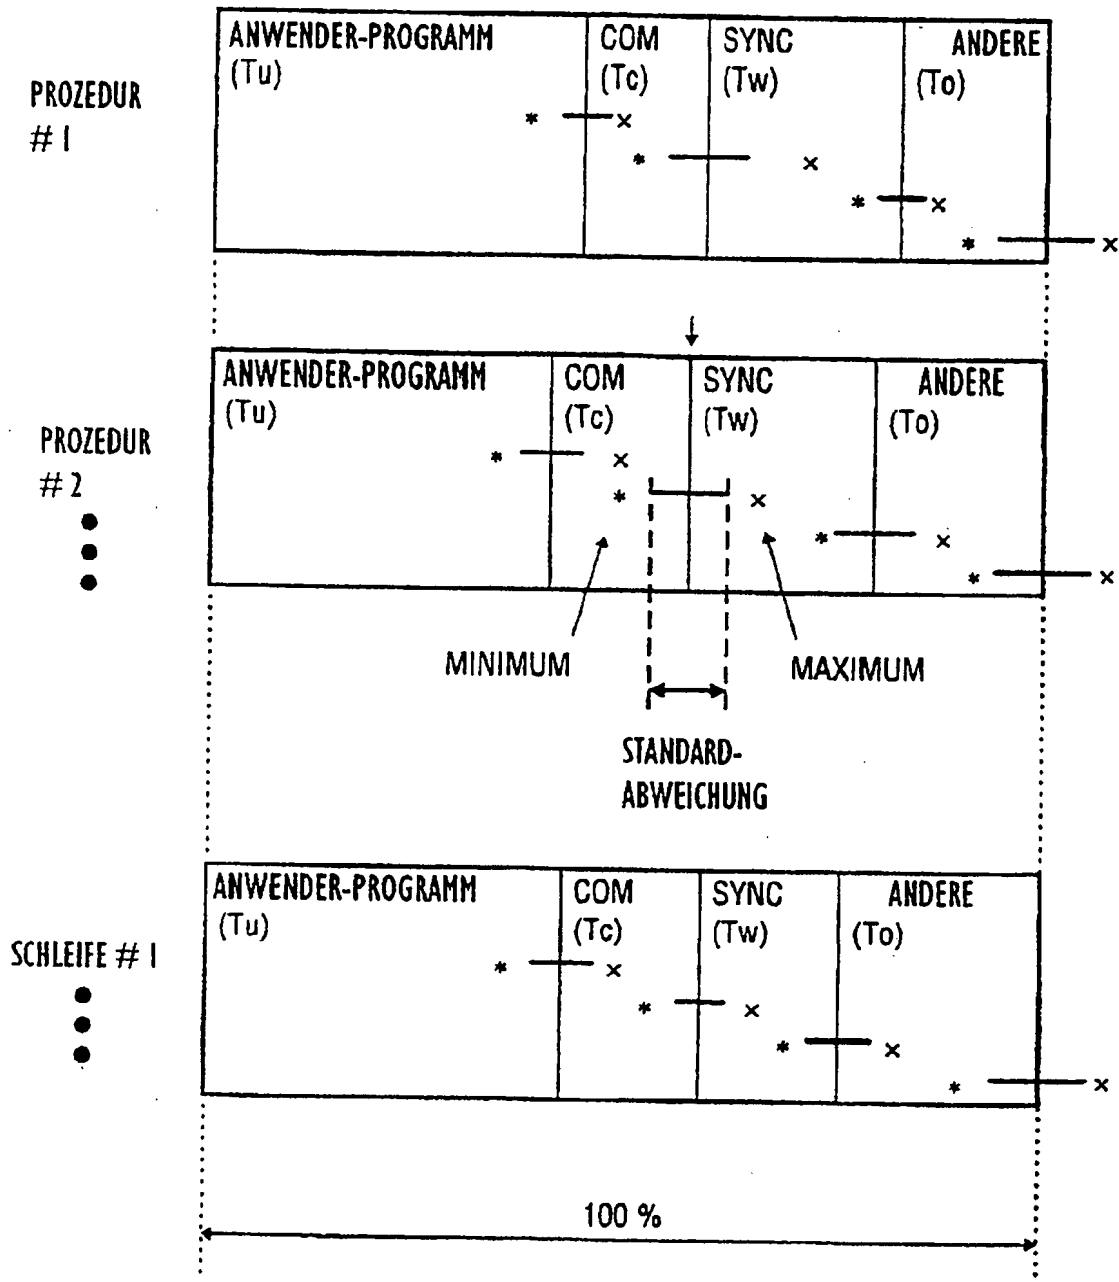 ANWENDER-PROGRAMM
(Tu)
COM
(Tc)
SYNC
(Tw)
ANDERE
(To)
PROZEDUR
# 1
* x
* x
* x
* x
ANWENDER-PROGRAMM
(Tu)
COM
(Tc)
SYNC
(Tw)
ANDERE
(To)
PROZEDUR
# 2
* x
* x
* x
* x
MINIMUM
MAXIMUM
STANDARD-
ABWEICHUNG
ANWENDER-PROGRAMM
(Tu)
COM
(Tc)
SYNC
(Tw)
ANDERE
(To)
SCHLEIFE # 1
* x
* x
* x
* x
100 %